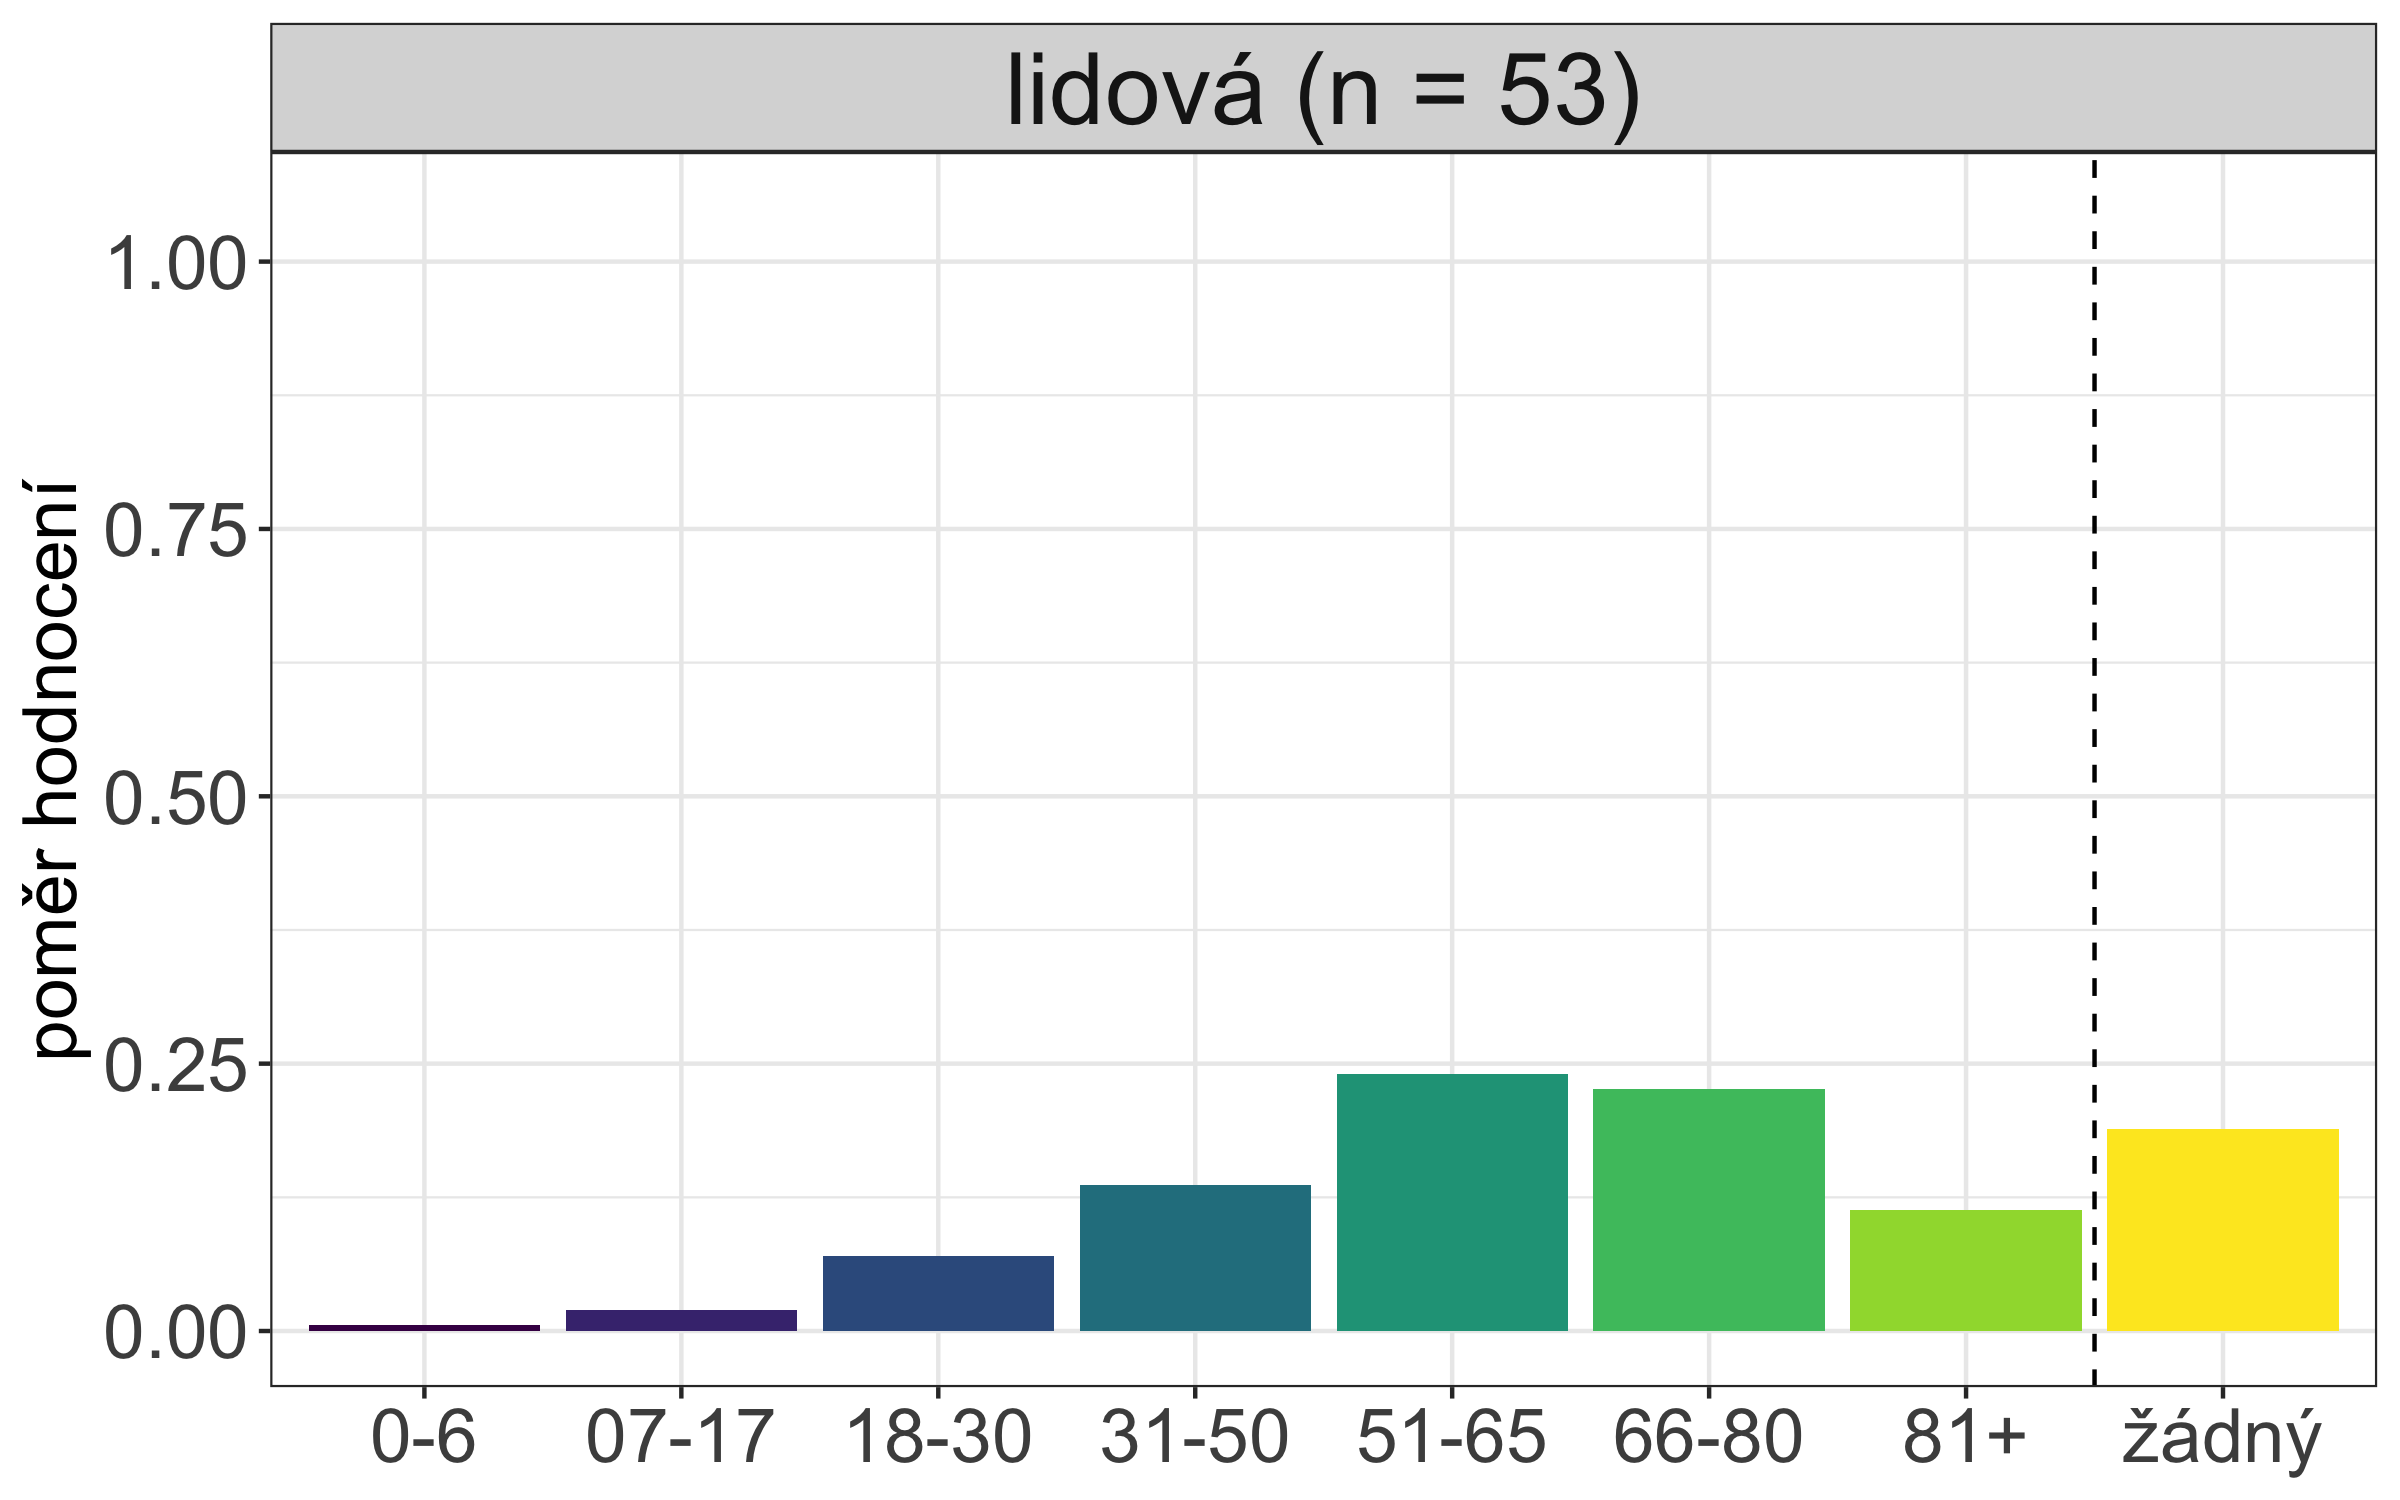 lidová (n = 53)
poměr hodnocení
1.00
0.75
0.50
0.25
0.00
0-6 07-17 18-30 31-50 51-65 66-80 81+ žádný